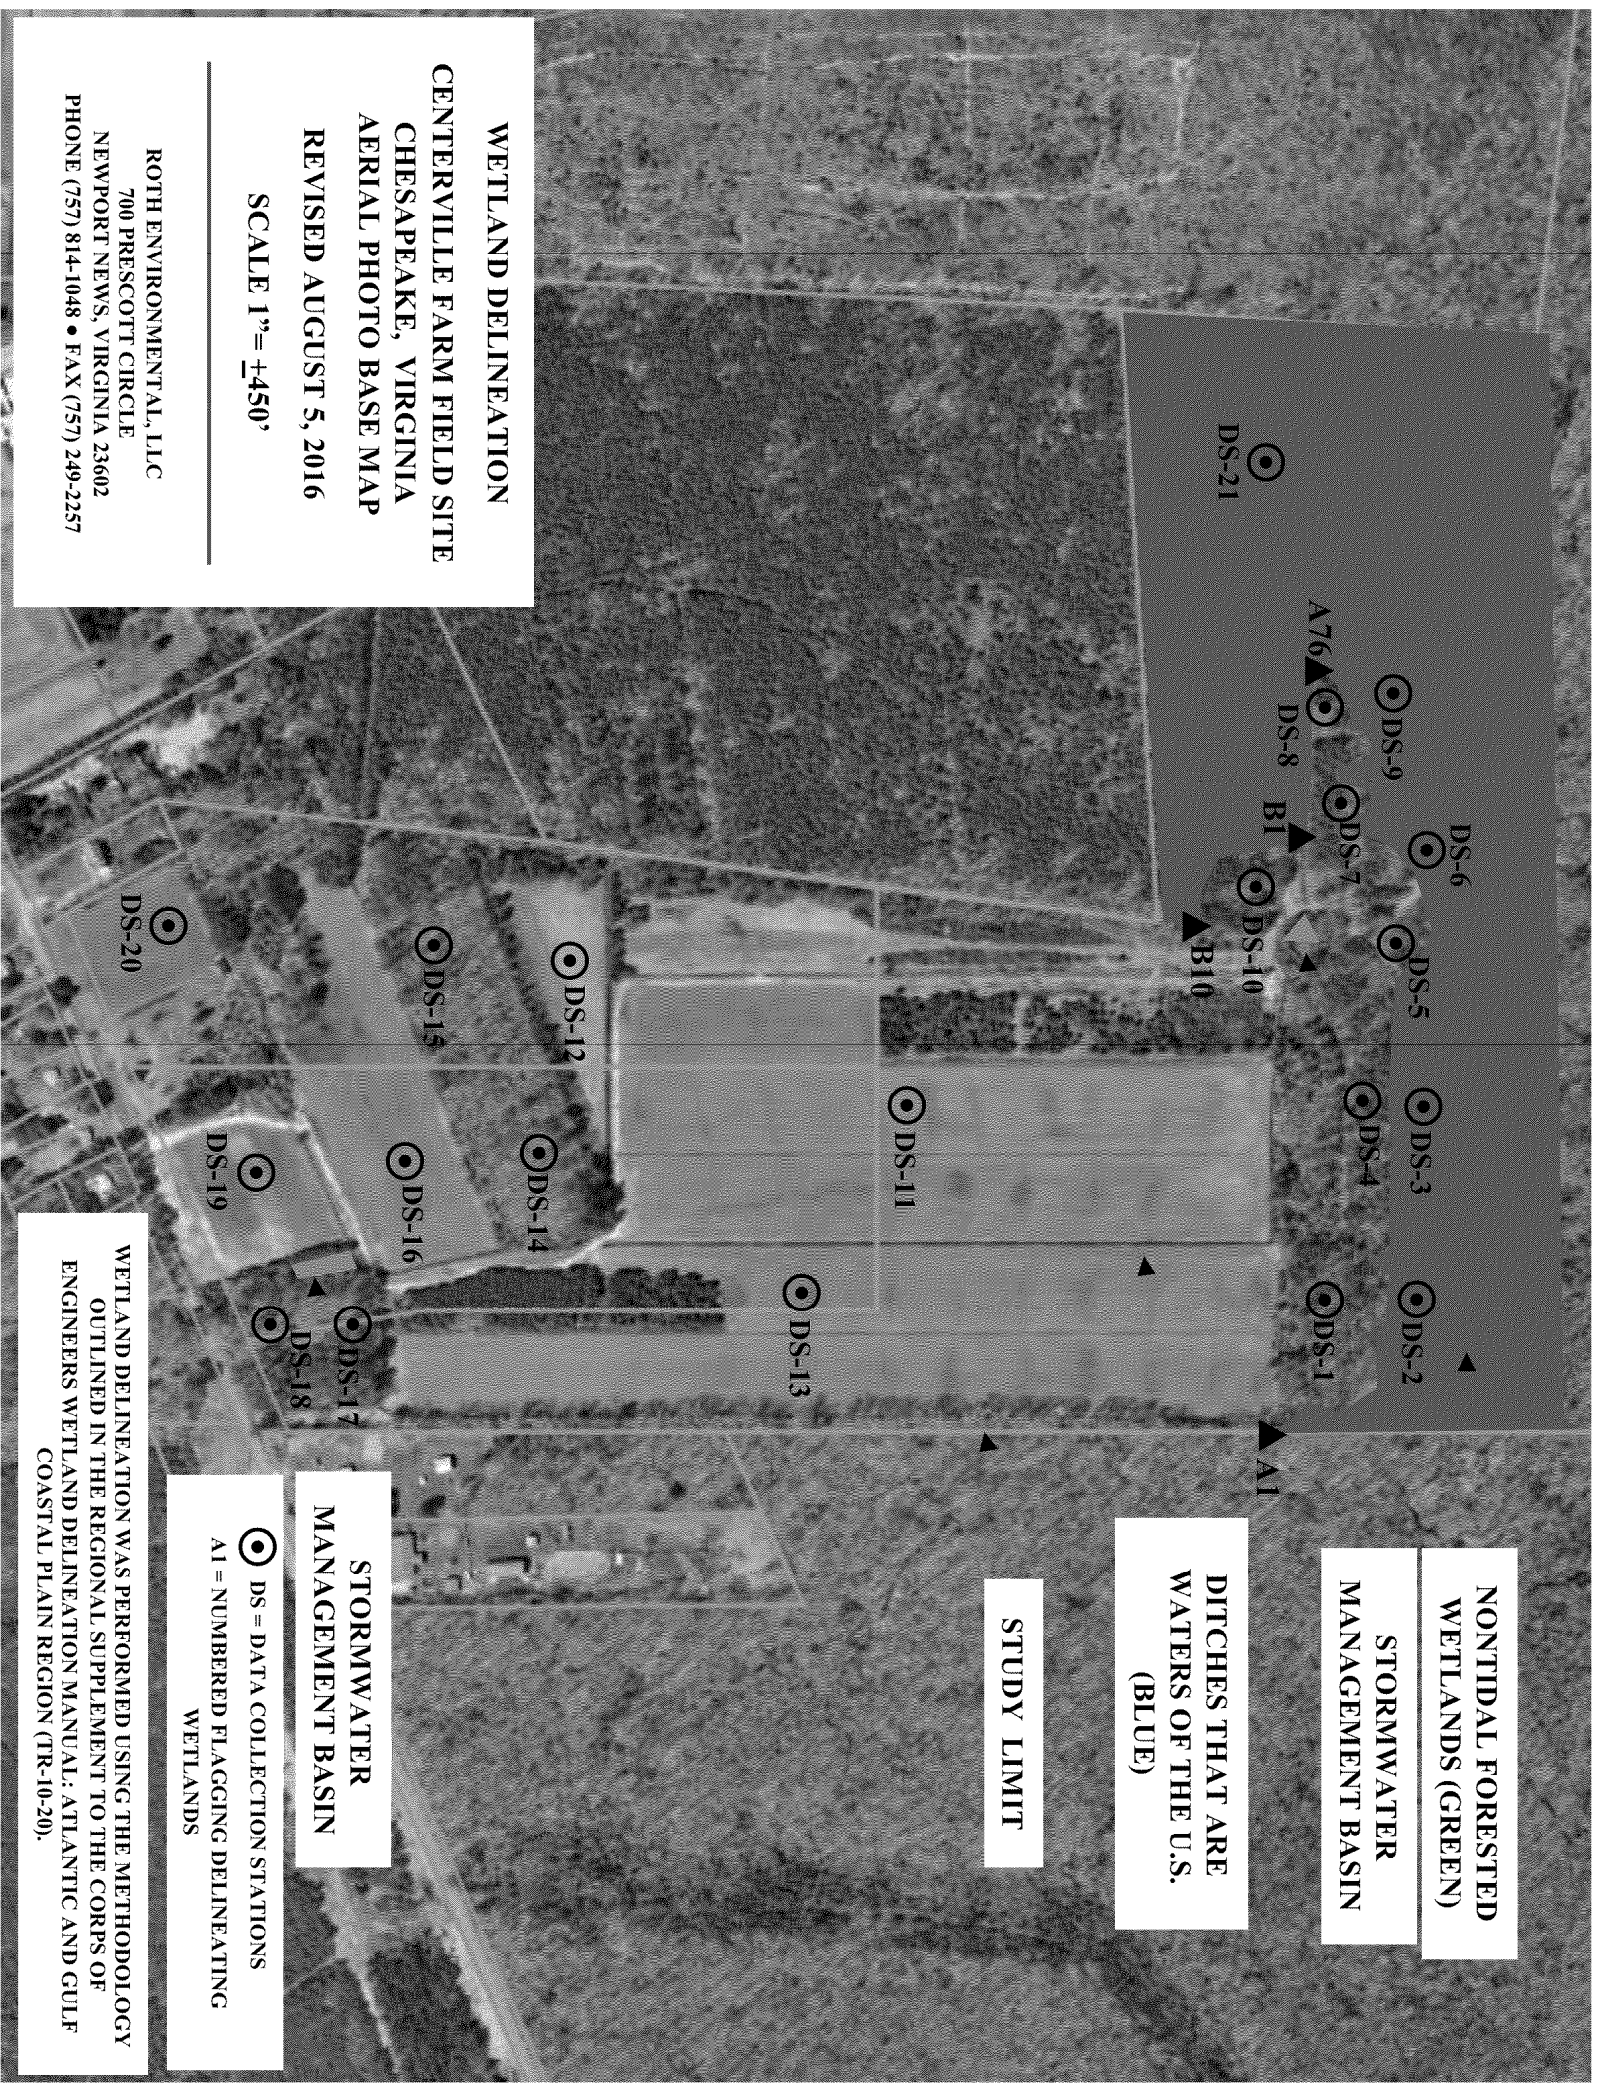 NONTIDAL FORESTED
WETLANDS (GREEN)
STORMWATER
MANAGEMENT BASIN
DITCHES THAT ARE
WATERS OF THE U.S.
(BLUE)
STUDY LIMIT
DS-21
A76
DS-9
DS-8
DS-7
B1
DS-6
DS-10
B10
DS-5
DS-4
DS-3
DS-2
DS-1
A1
DS-11
DS-13
DS-12
DS-14
DS-15
DS-16
DS-17
DS-18
DS-19
DS-20
WETLAND DELINEATION
CENTERVILLE FARM FIELD SITE
CHESAPEAKE, VIRGINIA
AERIAL PHOTO BASE MAP
REVISED AUGUST 5, 2016
SCALE 1”= ±450’
ROTH ENVIRONMENTAL, LLC
700 PRESCOTT CIRCLE
NEWPORT NEWS, VIRGINIA 23602
PHONE (757) 814-1048 ● FAX (757) 249-2257
STORMWATER
MANAGEMENT BASIN
DS = DATA COLLECTION STATIONS
A1 = NUMBERED FLAGGING DELINEATING
WETLANDS
WETLAND DELINEATION WAS PERFORMED USING THE METHODOLOGY
OUTLINED IN THE REGIONAL SUPPLEMENT TO THE CORPS OF
ENGINEERS WETLAND DELINEATION MANUAL: ATLANTIC AND GULF
COASTAL PLAIN REGION (TR-10-20).